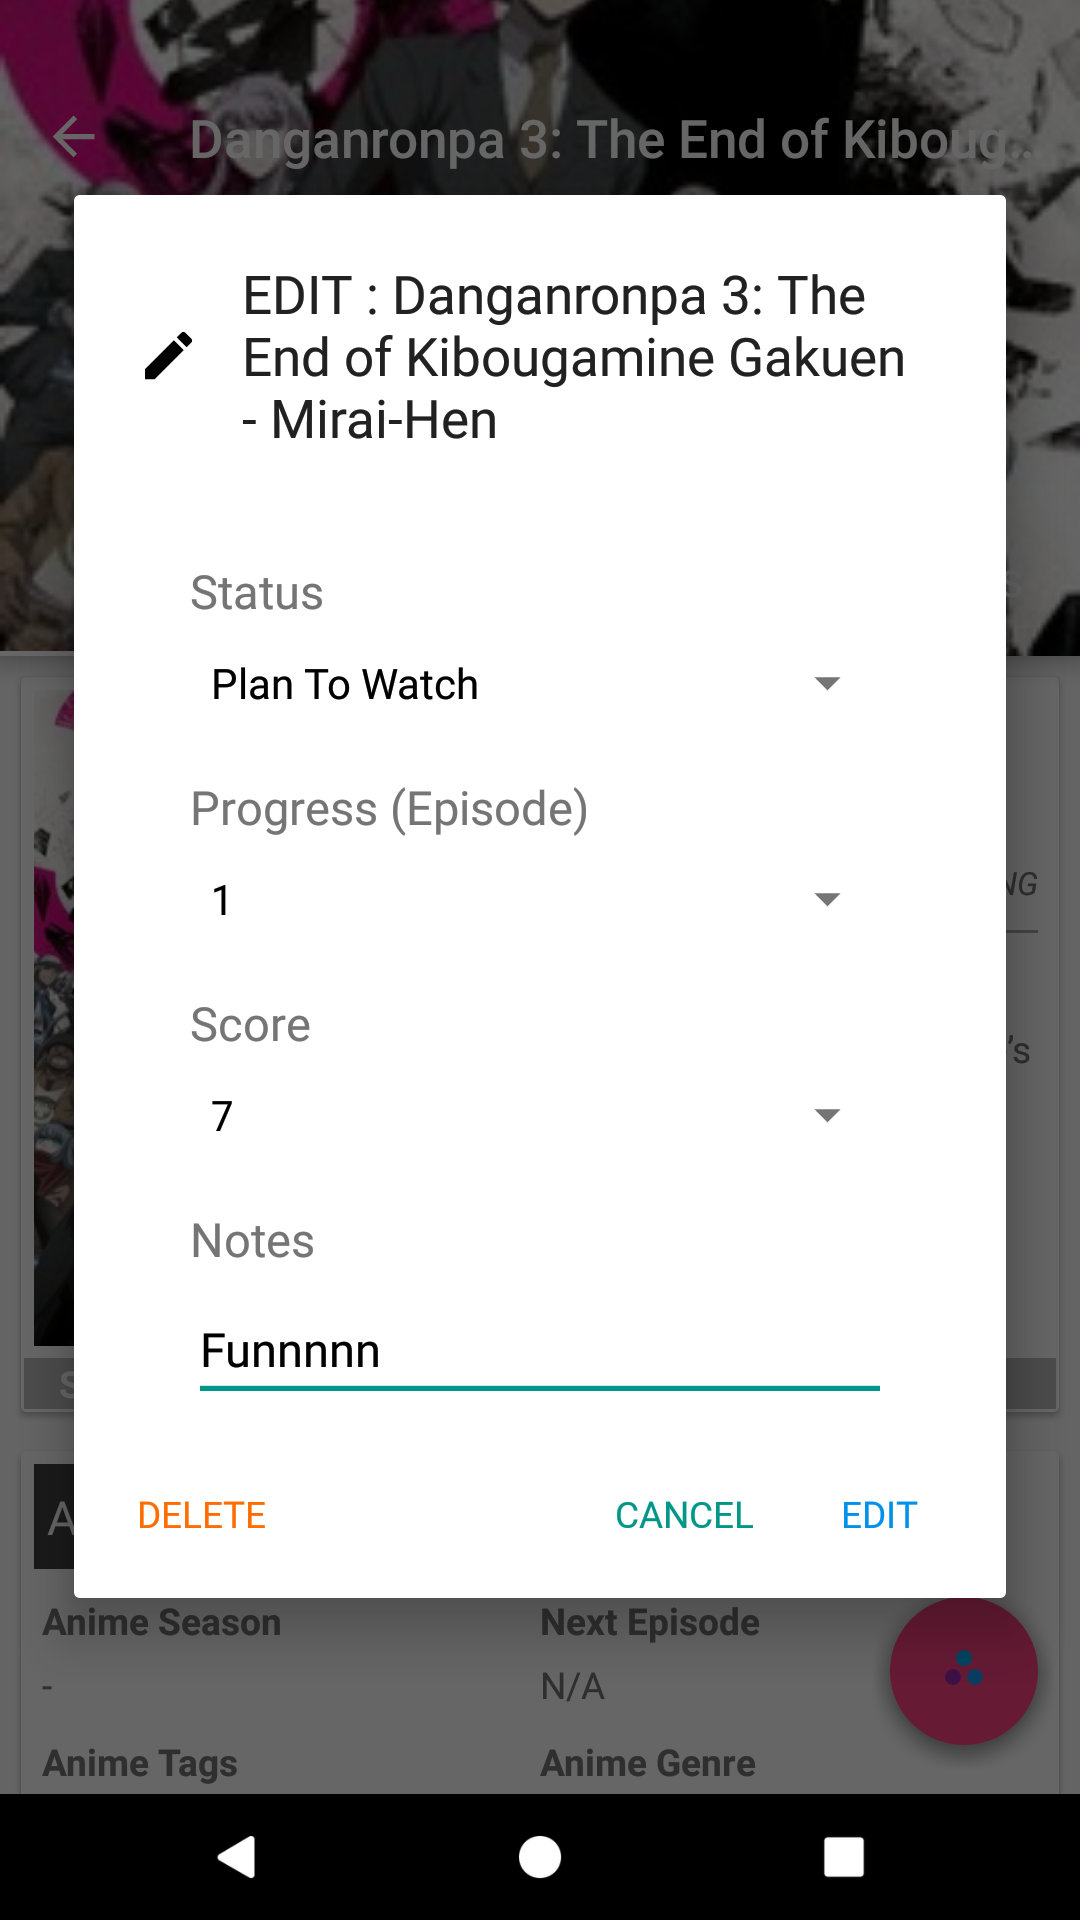 Danganronpa 3: The End of Kiboug...
EDIT : Danganronpa 3: The
End of Kibougamine Gakuen
- Mirai-Hen
Status
Plan To Watch
Progress (Episode)
1
NG
Score
's
7
Notes
Funnnnn
S
DELETE
CANCEL
EDIT
A
Anime Season
Next Episode
-
N/A
Anime Tags
Anime Genre